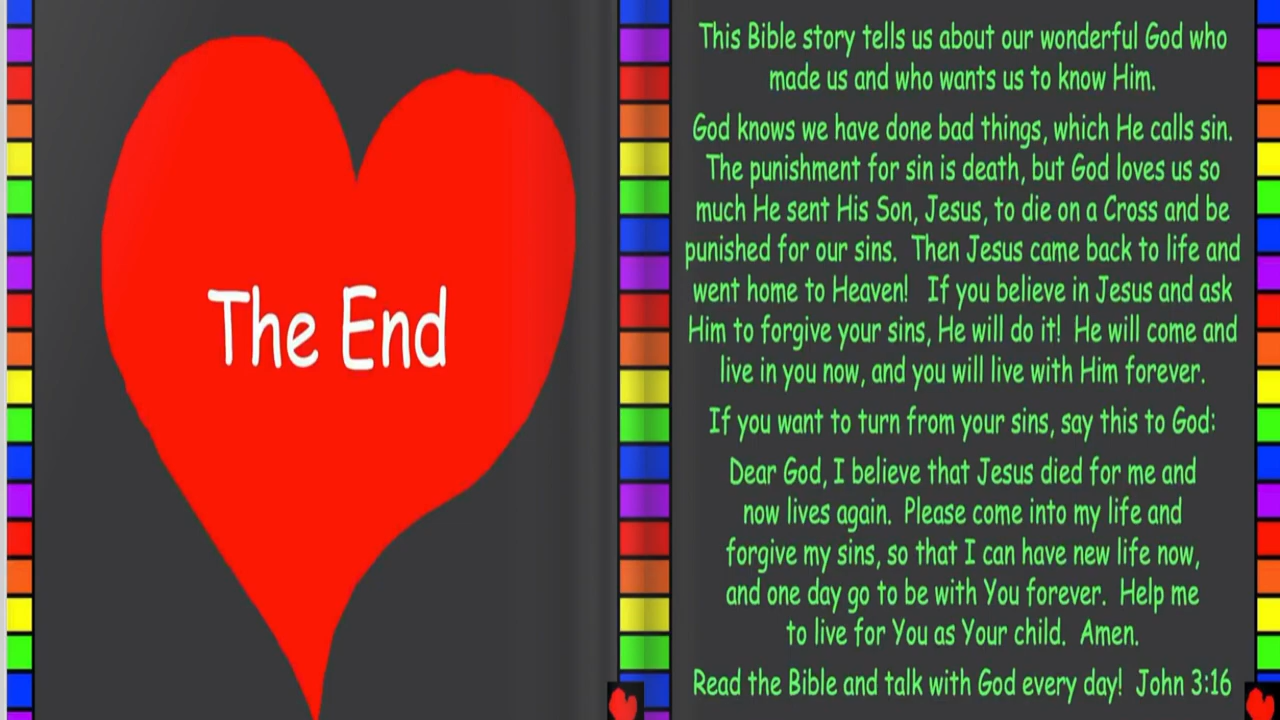 The End
This Bible story tells us about our wonderful God who
made us and who wants us to know Him.
God knows we have done bad things, which He calls sin.
The punishment for sin is death, but God loves us so
much He sent His Son, Jesus, to die on a Cross and be
punished for our sins. Then Jesus came back to life and
went home to Heaven! If you believe in Jesus and ask
Him to forgive your sins, He will do it! He will come and
live in you now, and you will live with Him forever.
If you want to turn from your sins, say this to God:
Dear God, I believe that Jesus died for me and
now lives again. Please come into my life and
forgive my sins, so that I can have new life now,
and one day go to be with You forever. Help me
to live for You as Your child. Amen.
Read the Bible and talk with God every day! John 3:16